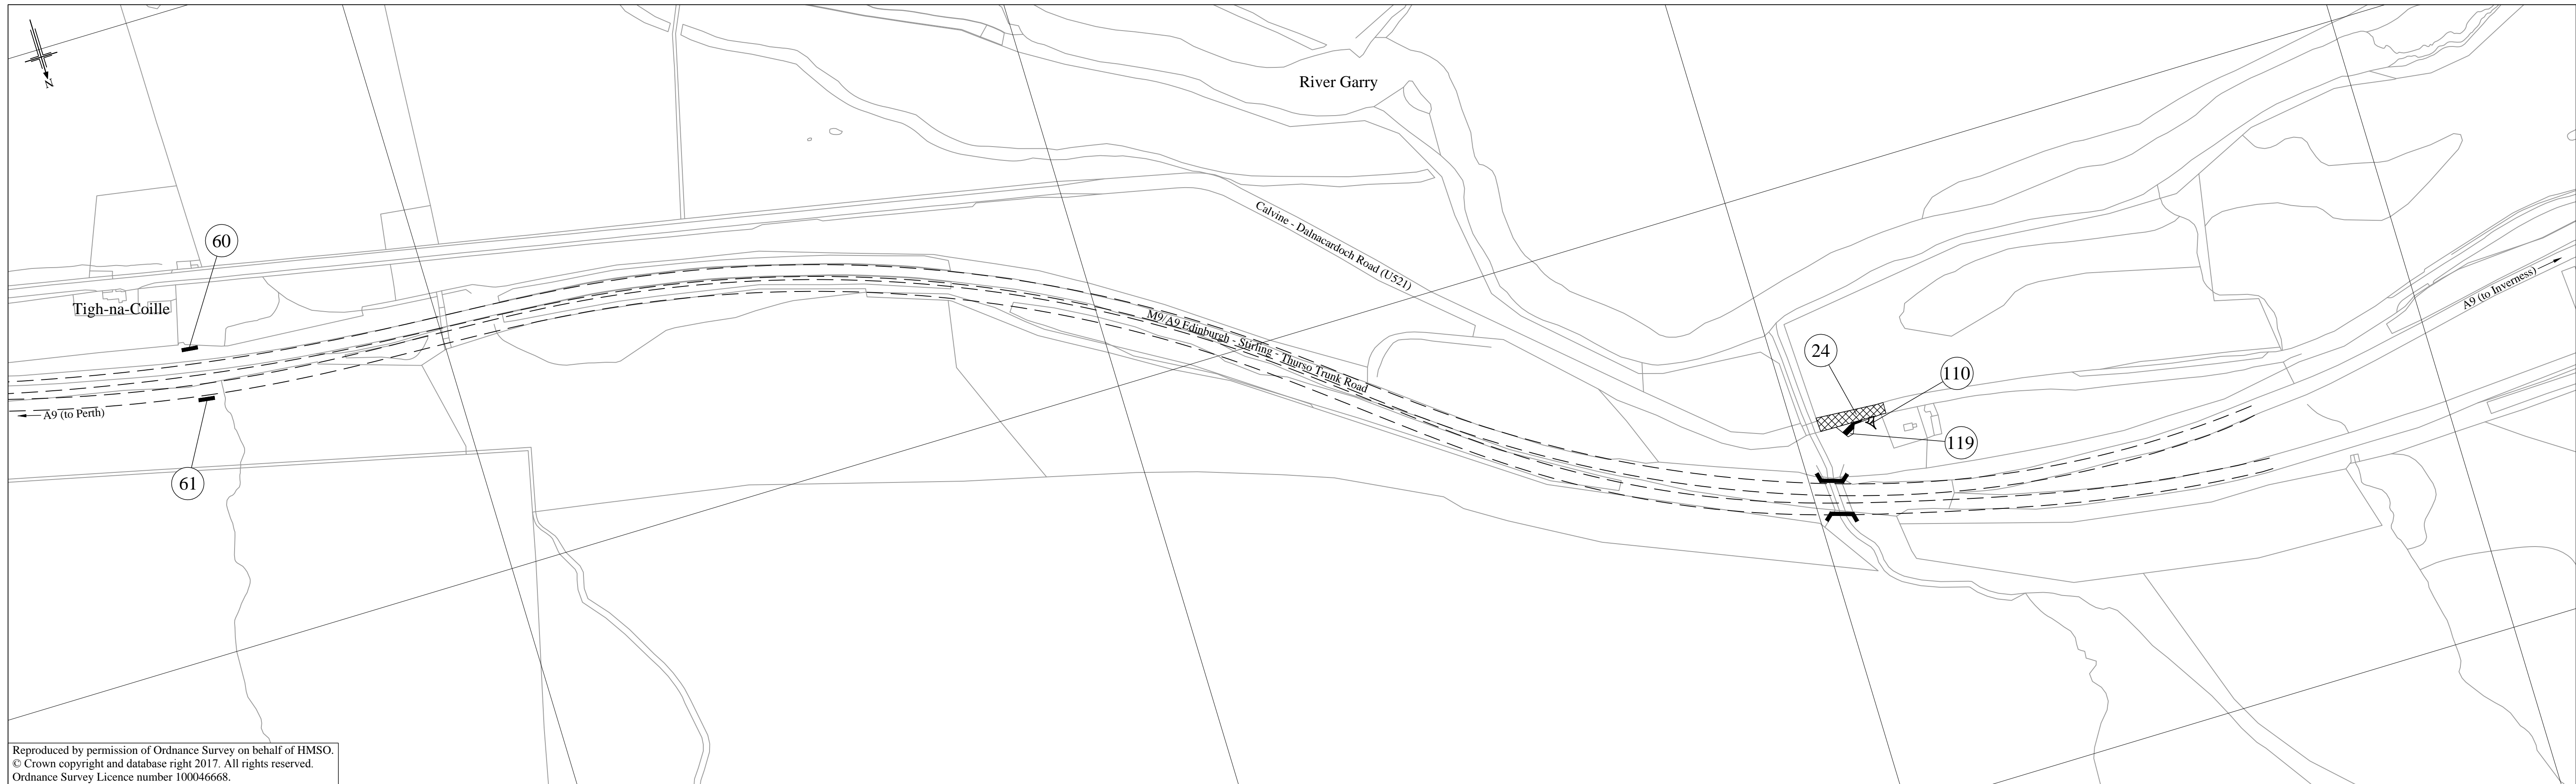 N
River Garry
Calvine - Dalnacardoch Road (U521)
60
Tigh-na-Coille
A9 (to Inverness)
M9/A9 Edinburgh - Stirling - Thurso Trunk Road
24
110
A9 (to Perth)
119
61
Reproduced by permission of Ordnance Survey on behalf of HMSO.
© Crown copyright and database right 2017. All rights reserved.
Ordnance Survey Licence number 100046668.